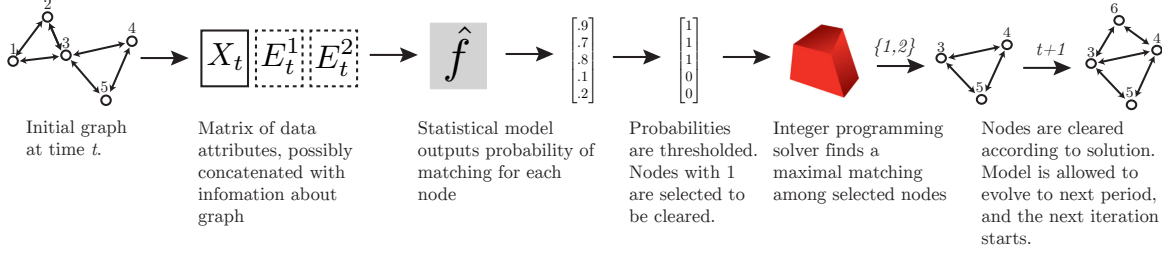 2
1
3
4
5
X_t
E_t^1
E_t^2
\hat{f}
.9
.7
.8
.1
.2
1
1
1
0
0
{1,2}
3
4
5
t+1
6
3
4
5
Initial graph
at time t.
Matrix of data
attributes, possibly
concatenated with
infomation about
graph
Statistical model
outputs probability of
matching for each
node
Probabilities
are thresholded.
Nodes with 1
are selected to
be cleared.
Integer programming
solver finds a
maximal matching
among selected nodes
Nodes are cleared
according to solution.
Model is allowed to
evolve to next period,
and the next iteration
starts.